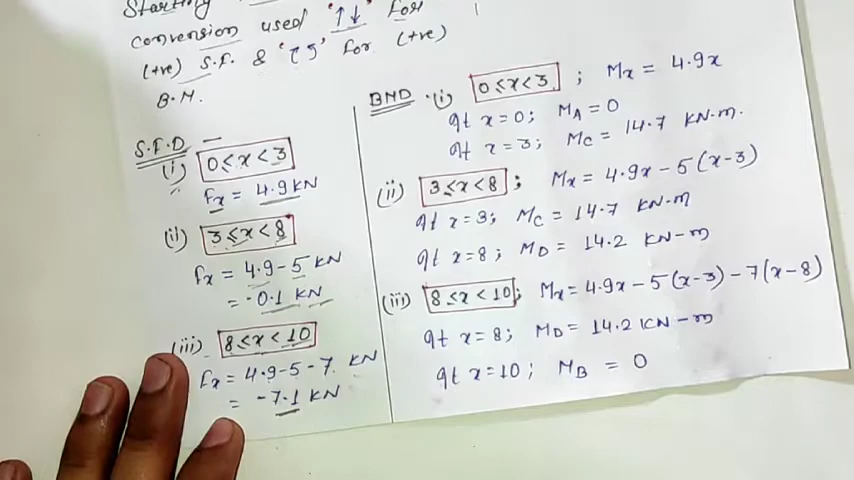 Starting
convension used '↑↓' For
(+ve) S.F. & '↺↻' for (+ve)
B.M.
S.F.D –
(i) 0≤x<3
Fx = 4.9KN
(ii) 3≤x<8
Fx = 4.9-5 KN
= -0.1 KN
(iii) 8≤x<10
Fx = 4.9-5-7 KN
= -7.1 KN
BMD (i) 0≤x<3 ; Mx = 4.9x
at x=0; MA=0
at x=3; MC = 14.7 KN-m.
(ii) 3≤x<8 ; Mx = 4.9x-5(x-3)
at x=3; MC = 14.7 KN-m
at x=8; MD = 14.2 KN-m
(iii) 8≤x<10; Mx = 4.9x-5(x-3)-7(x-8)
at x=8; MD = 14.2 KN-m
at x=10; MB = 0